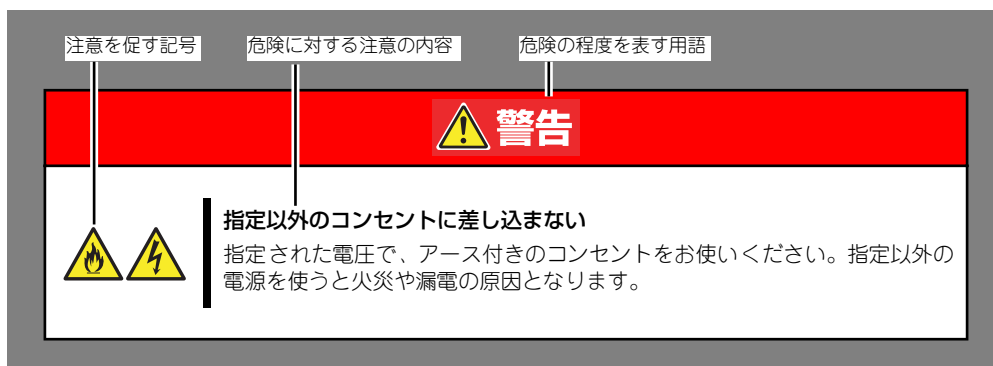 注意を促す記号
危険に対する注意の内容
危険の程度を表す用語
警告
指定以外のコンセントに差し込まない
指定された電圧で、アース付きのコンセントをお使いください。指定以外の
電源を使うと火災や漏電の原因となります。